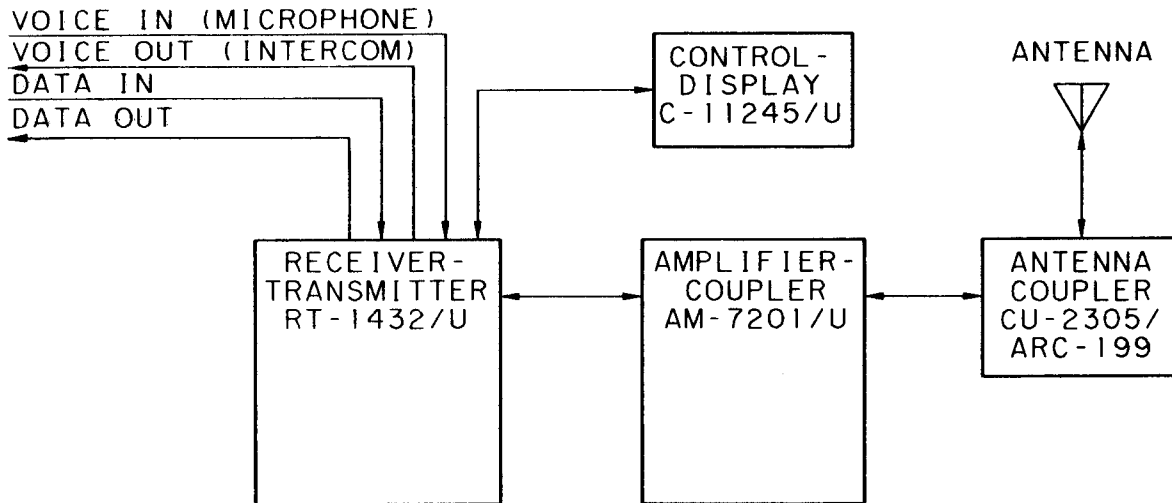 VOICE IN (MICROPHONE)
VOICE OUT (INTERCOM)
DATA IN
DATA OUT
CONTROL-
DISPLAY
C-11245/U
ANTENNA
RECEIVER-
TRANSMITTER
RT-1432/U
AMPLIFIER-
COUPLER
AM-7201/U
ANTENNA
COUPLER
CU-2305/
ARC-199